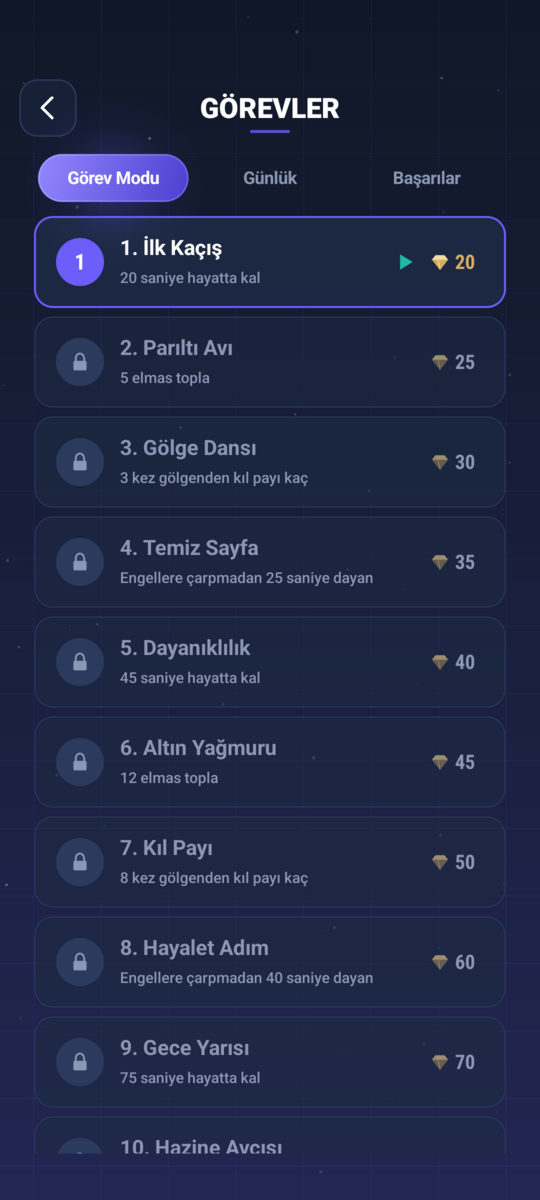 GÖREVLER
Görev Modu
Günlük
Başarılar
1
1. İlk Kaçış
20 saniye hayatta kal
20
2. Parıltı Avı
5 elmas topla
25
3. Gölge Dansı
3 kez gölgenden kıl payı kaç
30
4. Temiz Sayfa
Engellere çarpmadan 25 saniye dayan
35
5. Dayanıklılık
45 saniye hayatta kal
40
6. Altın Yağmuru
12 elmas topla
45
7. Kıl Payı
8 kez gölgenden kıl payı kaç
50
8. Hayalet Adım
Engellere çarpmadan 40 saniye dayan
60
9. Gece Yarısı
75 saniye hayatta kal
70
10. Hazine Avcısı